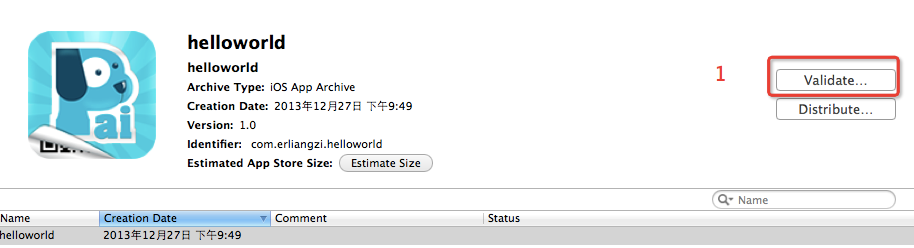 helloworld
helloworld
Archive Type: iOS App Archive
Creation Date: 2013年12月27日 下午9:49
Version: 1.0
Identifier: com.erliangzi.helloworld
Estimated App Store Size: Estimate Size
1
Validate...
Distribute...
Pai
Name
Name Creation Date Comment Status
helloworld 2013年12月27日 下午9:49